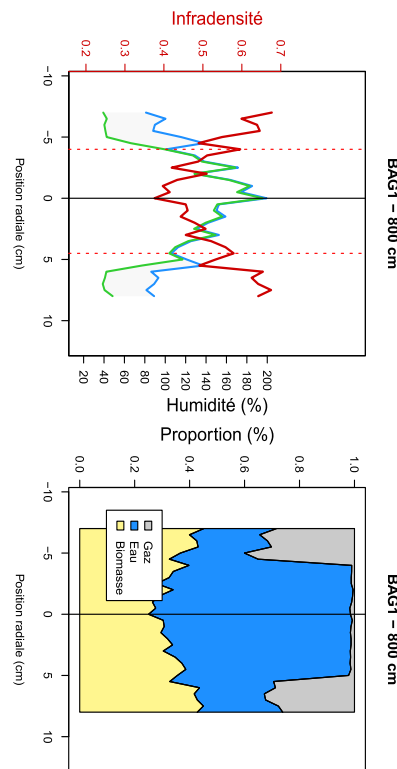 Infradensité
0.2 0.3 0.4 0.5 0.6 0.7
BAG1 − 800 cm
−10 −5 0 5 10
Position radiale (cm)
20 40 60 80 100 120 140 160 180 200
Humidité (%)
Proportion (%)
0.0 0.2 0.4 0.6 0.8 1.0
BAG1 − 800 cm
−10 −5 0 5 10
Position radiale (cm)
Gaz
Eau
Biomasse